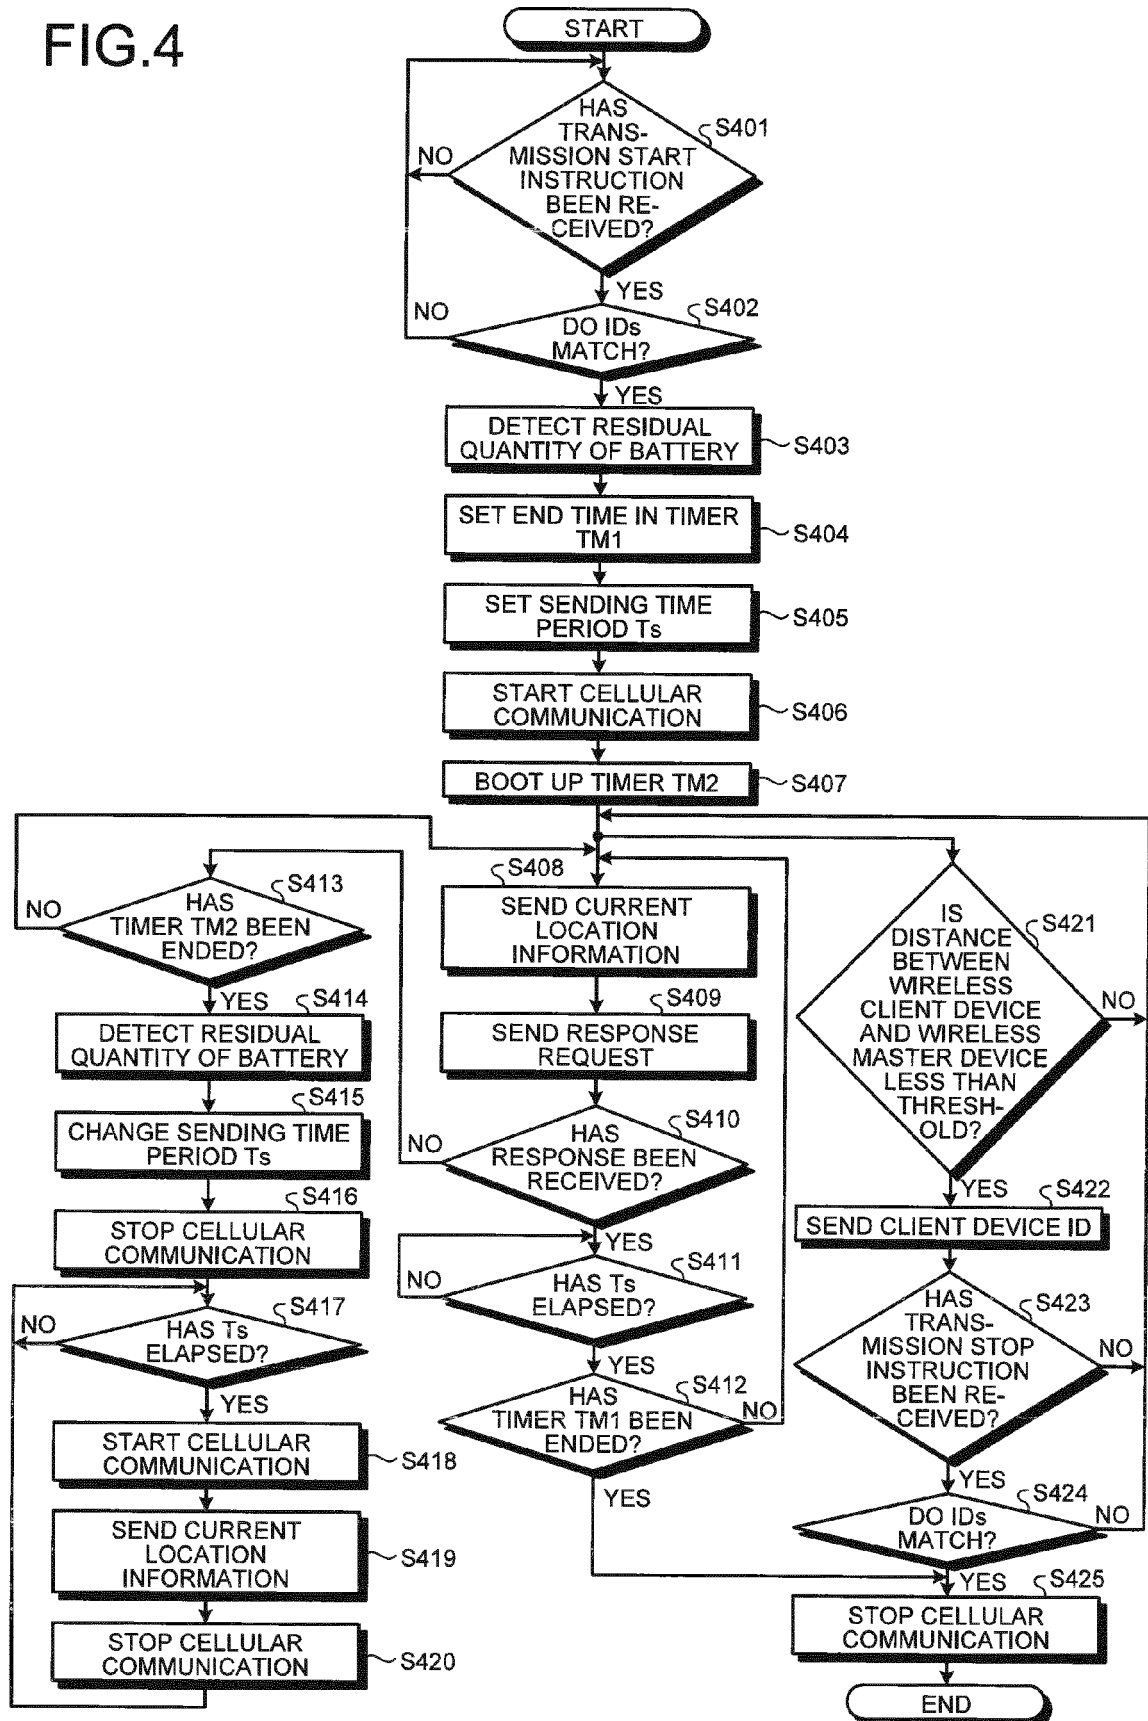 FIG.4
START
HAS
TRANS-
MISSION START
INSTRUCTION
BEEN RE-
CEIVED?
S401
NO
YES
DO IDs
MATCH?
S402
NO
YES
DETECT RESIDUAL
QUANTITY OF BATTERY
S403
SET END TIME IN TIMER
TM1
S404
SET SENDING TIME
PERIOD Ts
S405
START CELLULAR
COMMUNICATION
S406
BOOT UP TIMER TM2
S407
S408
SEND CURRENT
LOCATION
INFORMATION
S409
SEND RESPONSE
REQUEST
S410
HAS
RESPONSE BEEN
RECEIVED?
NO
YES
S411
HAS Ts
ELAPSED?
NO
YES
S412
HAS
TIMER TM1 BEEN
ENDED?
NO
YES
S413
HAS
TIMER TM2 BEEN
ENDED?
NO
YES
S414
DETECT RESIDUAL
QUANTITY OF BATTERY
S415
CHANGE SENDING TIME
PERIOD Ts
S416
STOP CELLULAR
COMMUNICATION
S417
HAS Ts
ELAPSED?
NO
YES
START CELLULAR
COMMUNICATION
S418
SEND CURRENT
LOCATION
INFORMATION
S419
STOP CELLULAR
COMMUNICATION
S420
S421
IS
DISTANCE
BETWEEN
WIRELESS
CLIENT DEVICE
AND WIRELESS
MASTER DEVICE
LESS THAN
THRESH-
OLD?
NO
YES
S422
SEND CLIENT DEVICE ID
S423
HAS
TRANS-
MISSION STOP
INSTRUCTION
BEEN RE-
CEIVED?
NO
YES
S424
DO IDs
MATCH?
NO
YES
S425
STOP CELLULAR
COMMUNICATION
END